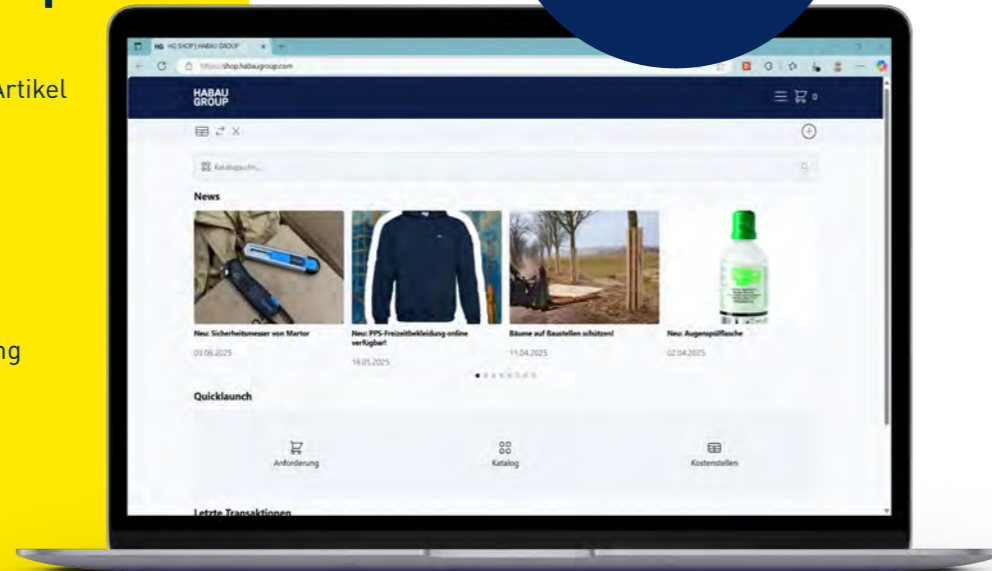 p
Artikel
ng
HG HG SHOP | HABAU GROUP
https://shop.habaugroup.com
HABAU
GROUP
0
Katalogsuche...
News
Neu: Sicherheitsmesser von Martor
03.06.2025
Neu: PPS-Freizeitbekleidung online
verfügbar!
19.05.2025
Bäume auf Baustellen schützen!
11.04.2025
Neu: Augenspülflasche
02.04.2025
Quicklaunch
Anforderung
Katalog
Kostenstellen
Letzte Transaktionen